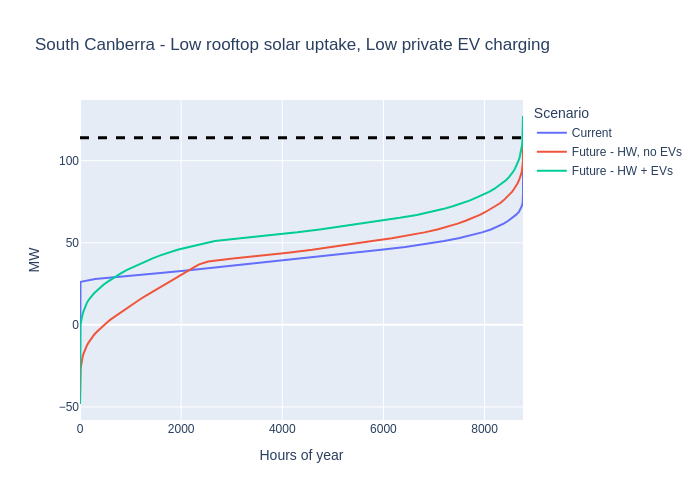 South Canberra - Low rooftop solar uptake, Low private EV charging
Scenario
Current
Future - HW, no EVs
Future - HW + EVs
MW
100
50
0
−50
0
2000
4000
6000
8000
Hours of year